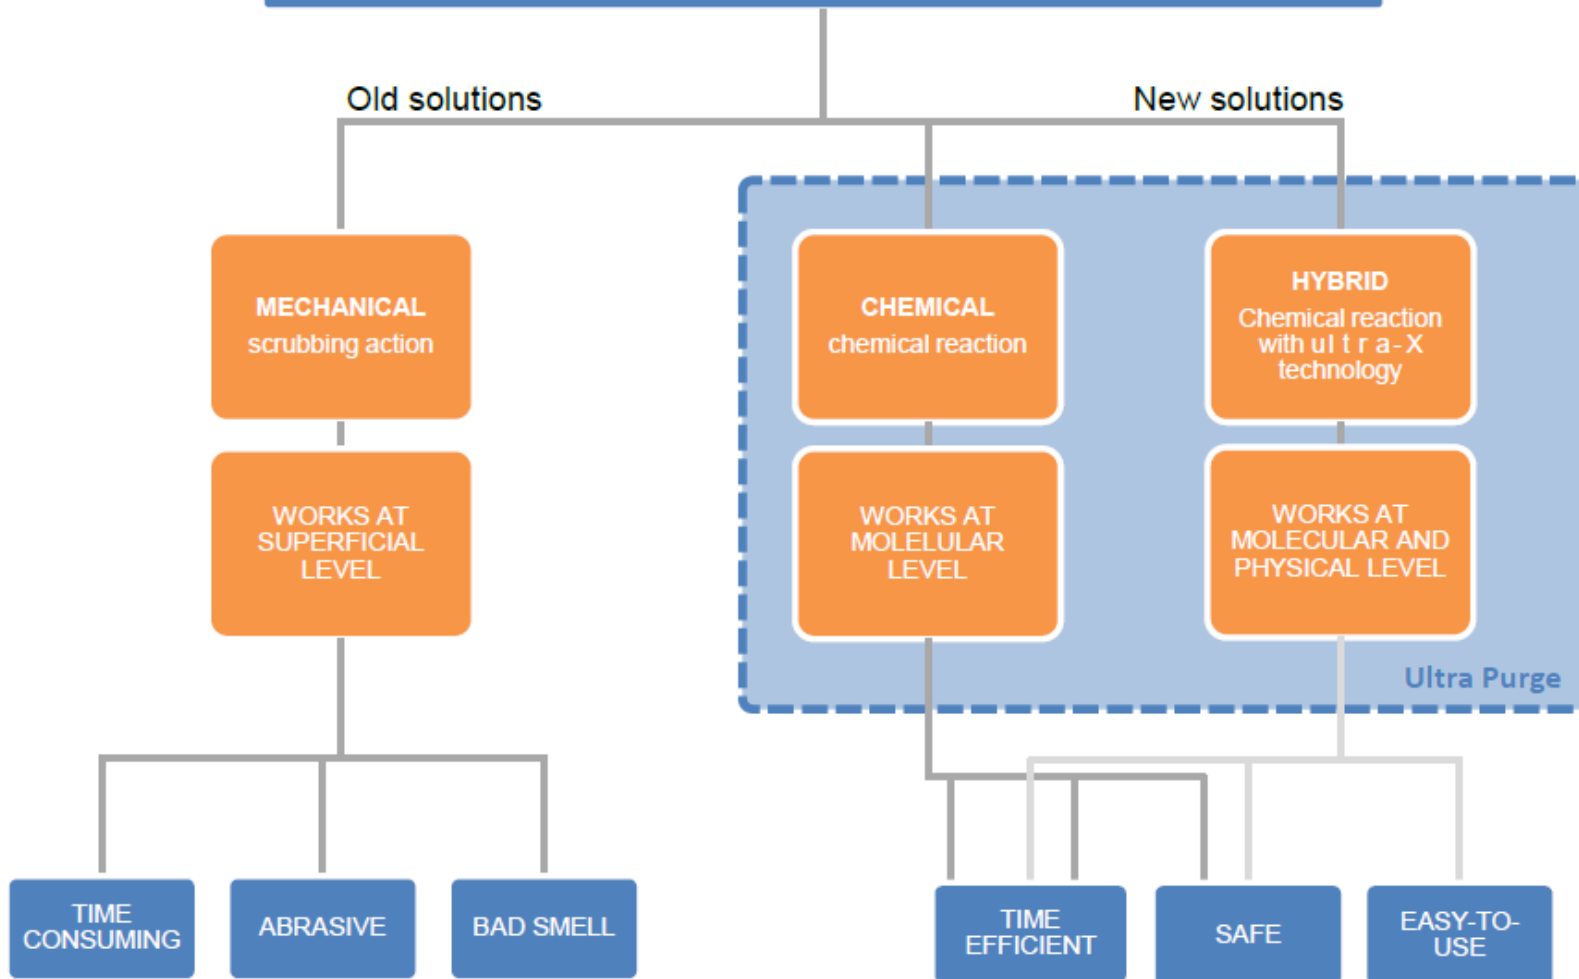 Old solutions
New solutions
MECHANICAL
scrubbing action
CHEMICAL
chemical reaction
HYBRID
Chemical reaction
with ul t r a-X
technology
WORKS AT
SUPERFICIAL
LEVEL
WORKS AT
MOLELULAR
LEVEL
WORKS AT
MOLECULAR AND
PHYSICAL LEVEL
Ultra Purge
TIME
CONSUMING
ABRASIVE
BAD SMELL
TIME
EFFICIENT
SAFE
EASY-TO-
USE